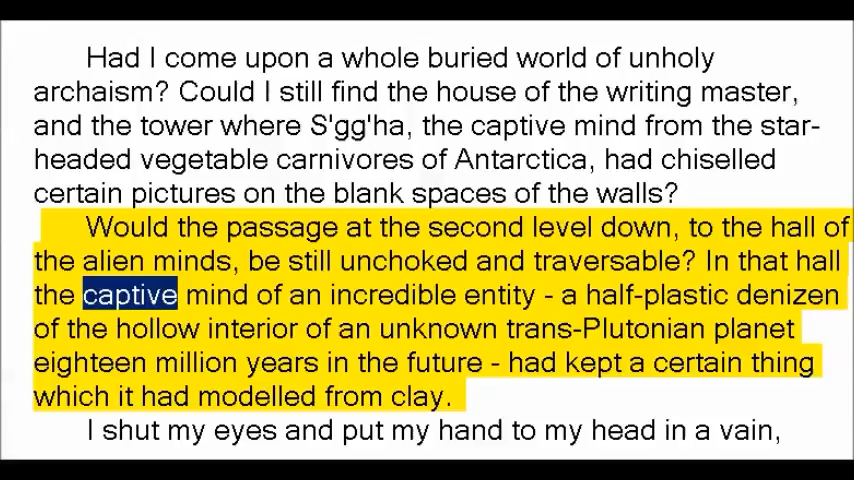 Had I come upon a whole buried world of unholy
archaism? Could I still find the house of the writing master,
and the tower where S'gg'ha, the captive mind from the star-
headed vegetable carnivores of Antarctica, had chiselled
certain pictures on the blank spaces of the walls?
Would the passage at the second level down, to the hall of
the alien minds, be still unchoked and traversable? In that hall
the captive mind of an incredible entity - a half-plastic denizen
of the hollow interior of an unknown trans-Plutonian planet
eighteen million years in the future - had kept a certain thing
which it had modelled from clay.
I shut my eyes and put my hand to my head in a vain,